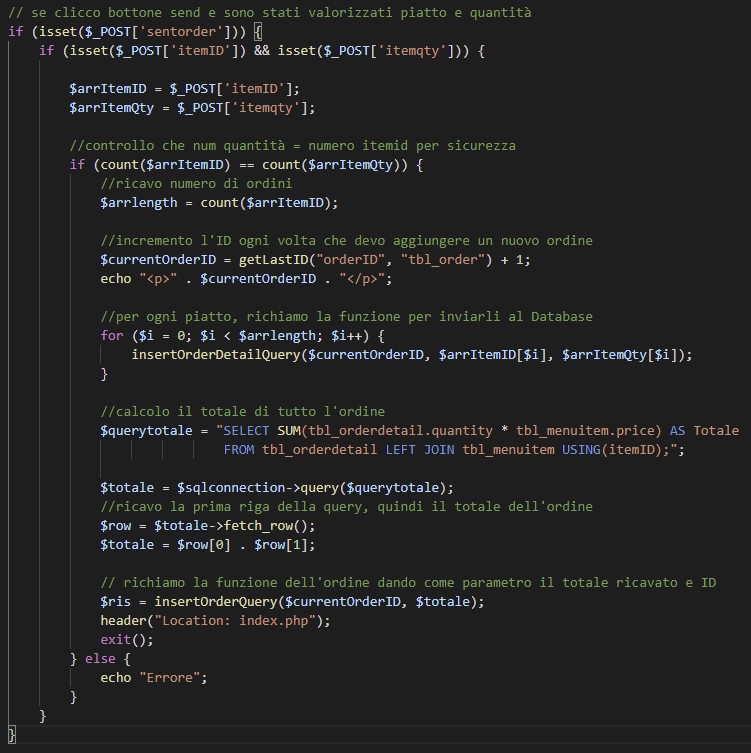 // se clicco bottone send e sono stati valorizzati piatto e quantità
if (isset($_POST['sentorder'])) {
if (isset($_POST['itemID']) && isset($_POST['itemqty'])) {
$arrItemID = $_POST['itemID'];
$arrItemQty = $_POST['itemqty'];
//controllo che num quantità = numero itemid per sicurezza
if (count($arrItemID) == count($arrItemQty)) {
//ricavo numero di ordini
$arrlength = count($arrItemID);
//incremento l'ID ogni volta che devo aggiungere un nuovo ordine
$currentOrderID = getLastID("orderID", "tbl_order") + 1;
echo "<p>" . $currentOrderID . "</p>";
//per ogni piatto, richiamo la funzione per inviarli al Database
for ($i = 0; $i < $arrlength; $i++) {
insertOrderDetailQuery($currentOrderID, $arrItemID[$i], $arrItemQty[$i]);
}
//calcolo il totale di tutto l'ordine
$querytotale = "SELECT SUM(tbl_orderdetail.quantity * tbl_menuitem.price) AS Totale
FROM tbl_orderdetail LEFT JOIN tbl_menuitem USING(itemID);";
$totale = $sqlconnection->query($querytotale);
//ricavo la prima riga della query, quindi il totale dell'ordine
$row = $totale->fetch_row();
$totale = $row[0] . $row[1];
// richiamo la funzione dell'ordine dando come parametro il totale ricavato e ID
$ris = insertOrderQuery($currentOrderID, $totale);
header("Location: index.php");
exit();
} else {
echo "Errore";
}
}
}